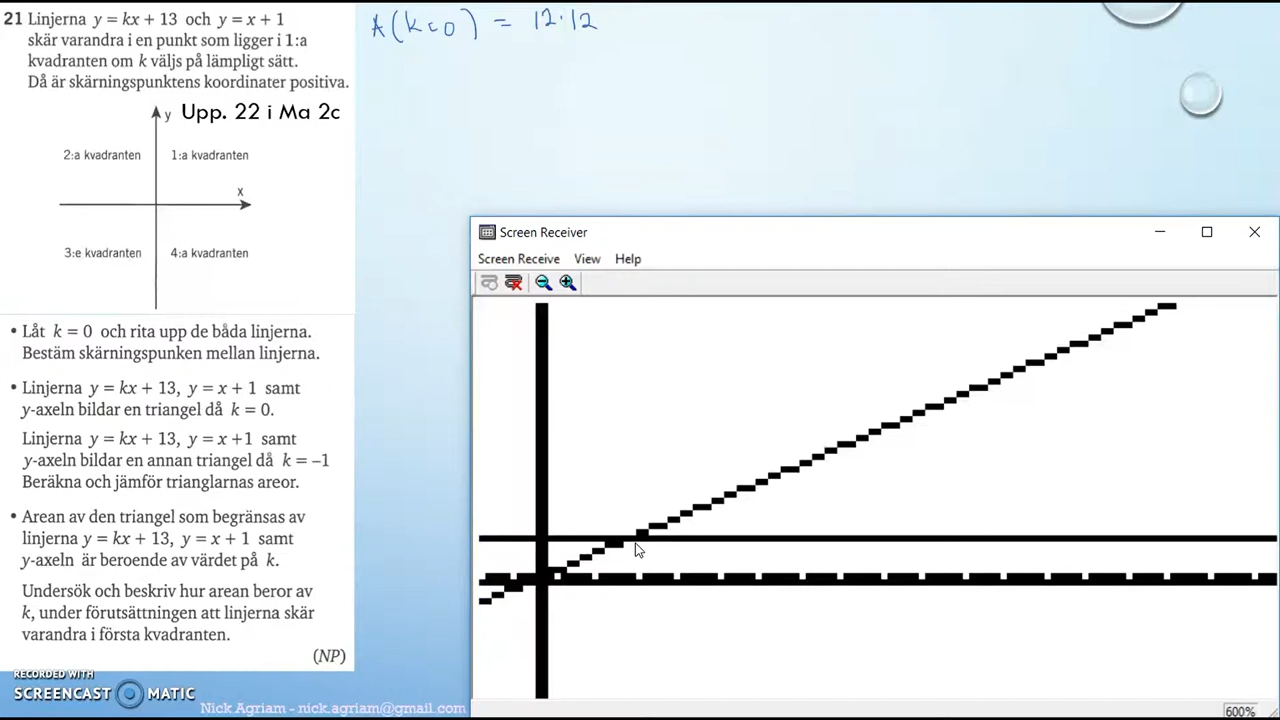 21 Linjerna y = kx + 13 och y = x + 1
skär varandra i en punkt som ligger i 1:a
kvadranten om k väljs på lämpligt sätt.
Då är skärningspunktens koordinater positiva.
A(k=0) = 12·12
y Upp. 22 i Ma 2c
2:a kvadranten 1:a kvadranten
x
3:e kvadranten 4:a kvadranten
• Låt k = 0 och rita upp de båda linjerna.
Bestäm skärningspunken mellan linjerna.
• Linjerna y = kx + 13, y = x + 1 samt
y-axeln bildar en triangel då k = 0.
Linjerna y = kx + 13, y = x +1 samt
y-axeln bildar en annan triangel då k = –1
Beräkna och jämför trianglarnas areor.
• Arean av den triangel som begränsas av
linjerna y = kx + 13, y = x + 1 samt
y-axeln är beroende av värdet på k.
Undersök och beskriv hur arean beror av
k, under förutsättningen att linjerna skär
varandra i första kvadranten.
(NP)
Screen Receiver
Screen Receive View Help
600%
RECORDED WITH
SCREENCAST MATIC
Nick Agriam - nick.agriam@gmail.com